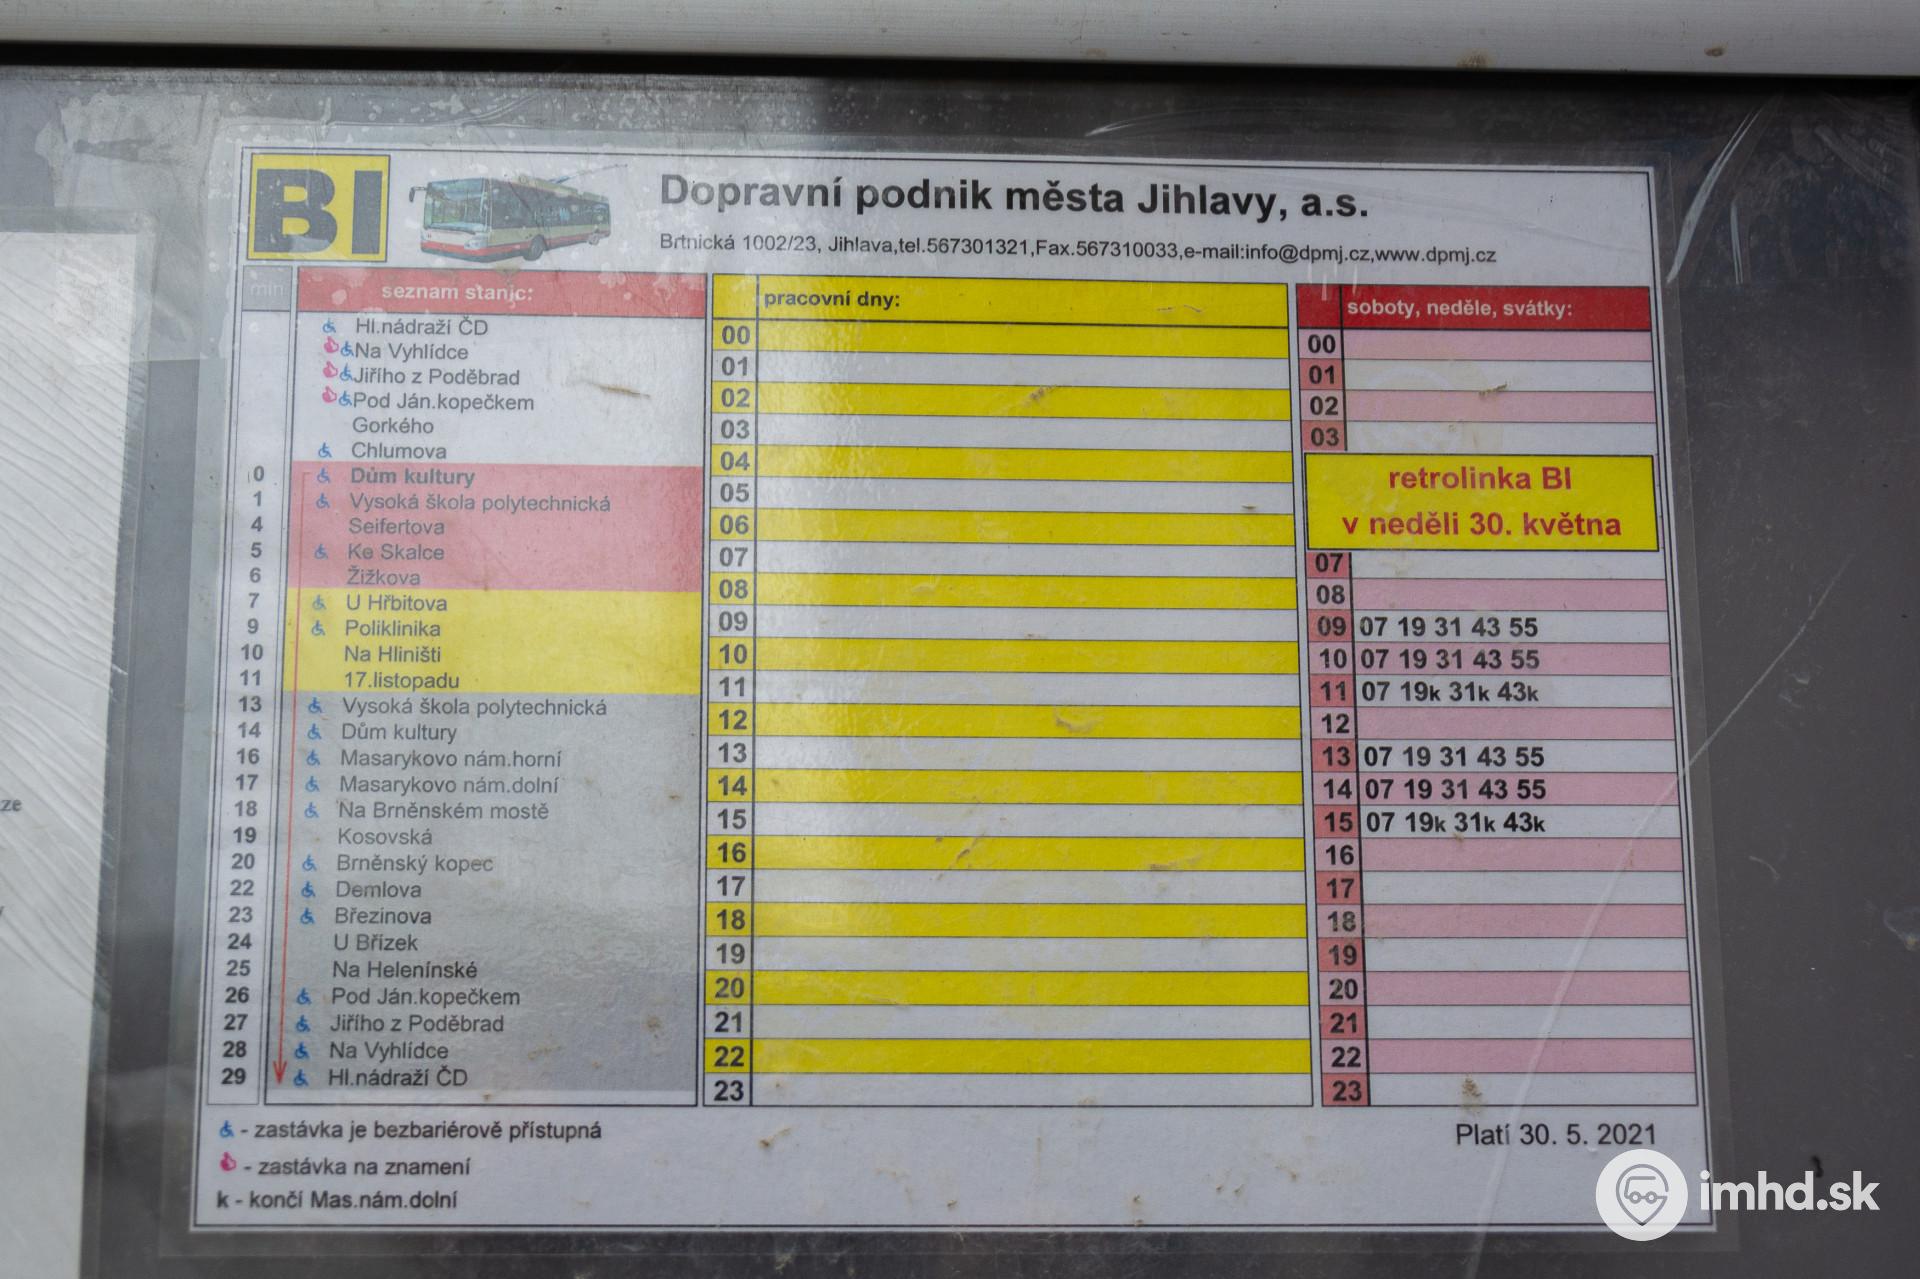 BI
Dopravní podnik města Jihlavy, a.s.
Brtnická 1002/23, Jihlava,tel.567301321,Fax.567310033,e-mail:info@dpmj.cz,www.dpmj.cz
min
seznam stanic:
Hl.nádraží ČD
Na Vyhlídce
Jiřího z Poděbrad
Pod Ján.kopečkem
Gorkého
Chlumova
0 Dům kultury
1 Vysoká škola polytechnická
4 Seifertova
5 Ke Skalce
6 Žižkova
7 U Hřbitova
9 Poliklinika
10 Na Hliništi
11 17.listopadu
13 Vysoká škola polytechnická
14 Dům kultury
16 Masarykovo nám.horní
17 Masarykovo nám.dolní
18 Na Brněnském mostě
19 Kosovská
20 Brněnský kopec
22 Demlova
23 Březinova
24 U Břízek
25 Na Helenínské
26 Pod Ján.kopečkem
27 Jiřího z Poděbrad
28 Na Vyhlídce
29 Hl.nádraží ČD
pracovní dny:
00
01
02
03
04
05
06
07
08
09
10
11
12
13
14
15
16
17
18
19
20
21
22
23
soboty, neděle, svátky:
00
01
02
03
retrolinka BI
v neděli 30. května
07
08
09 07 19 31 43 55
10 07 19 31 43 55
11 07 19k 31k 43k
12
13 07 19 31 43 55
14 07 19 31 43 55
15 07 19k 31k 43k
16
17
18
19
20
21
22
23
- zastávka je bezbariérově přístupná
- zastávka na znamení
k - končí Mas.nám.dolní
Platí 30. 5. 2021
imhd.sk
ze